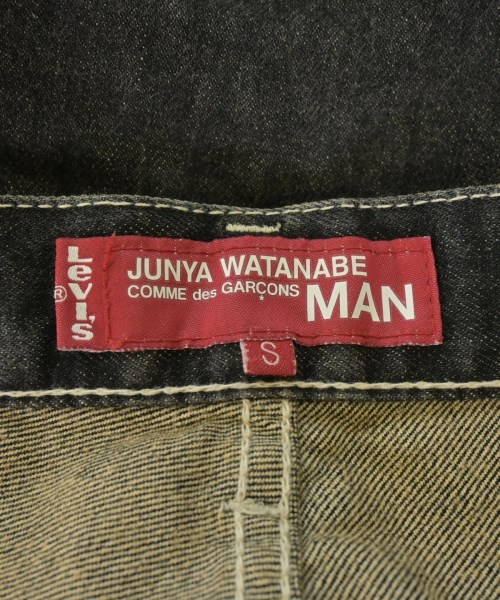 LeVI'S
®
JUNYA WATANABE
COMME des GARÇONS
*
MAN
S